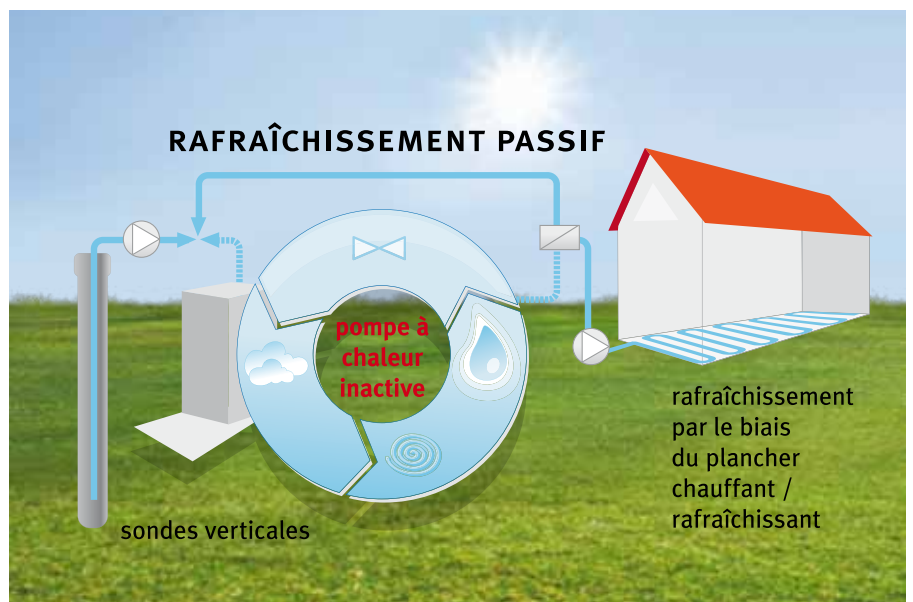 RAFRAÎCHISSEMENT PASSIF
pompe à
chaleur
inactive
rafraîchissement
par le biais
du plancher
chauffant /
rafraîchissant
sondes verticales